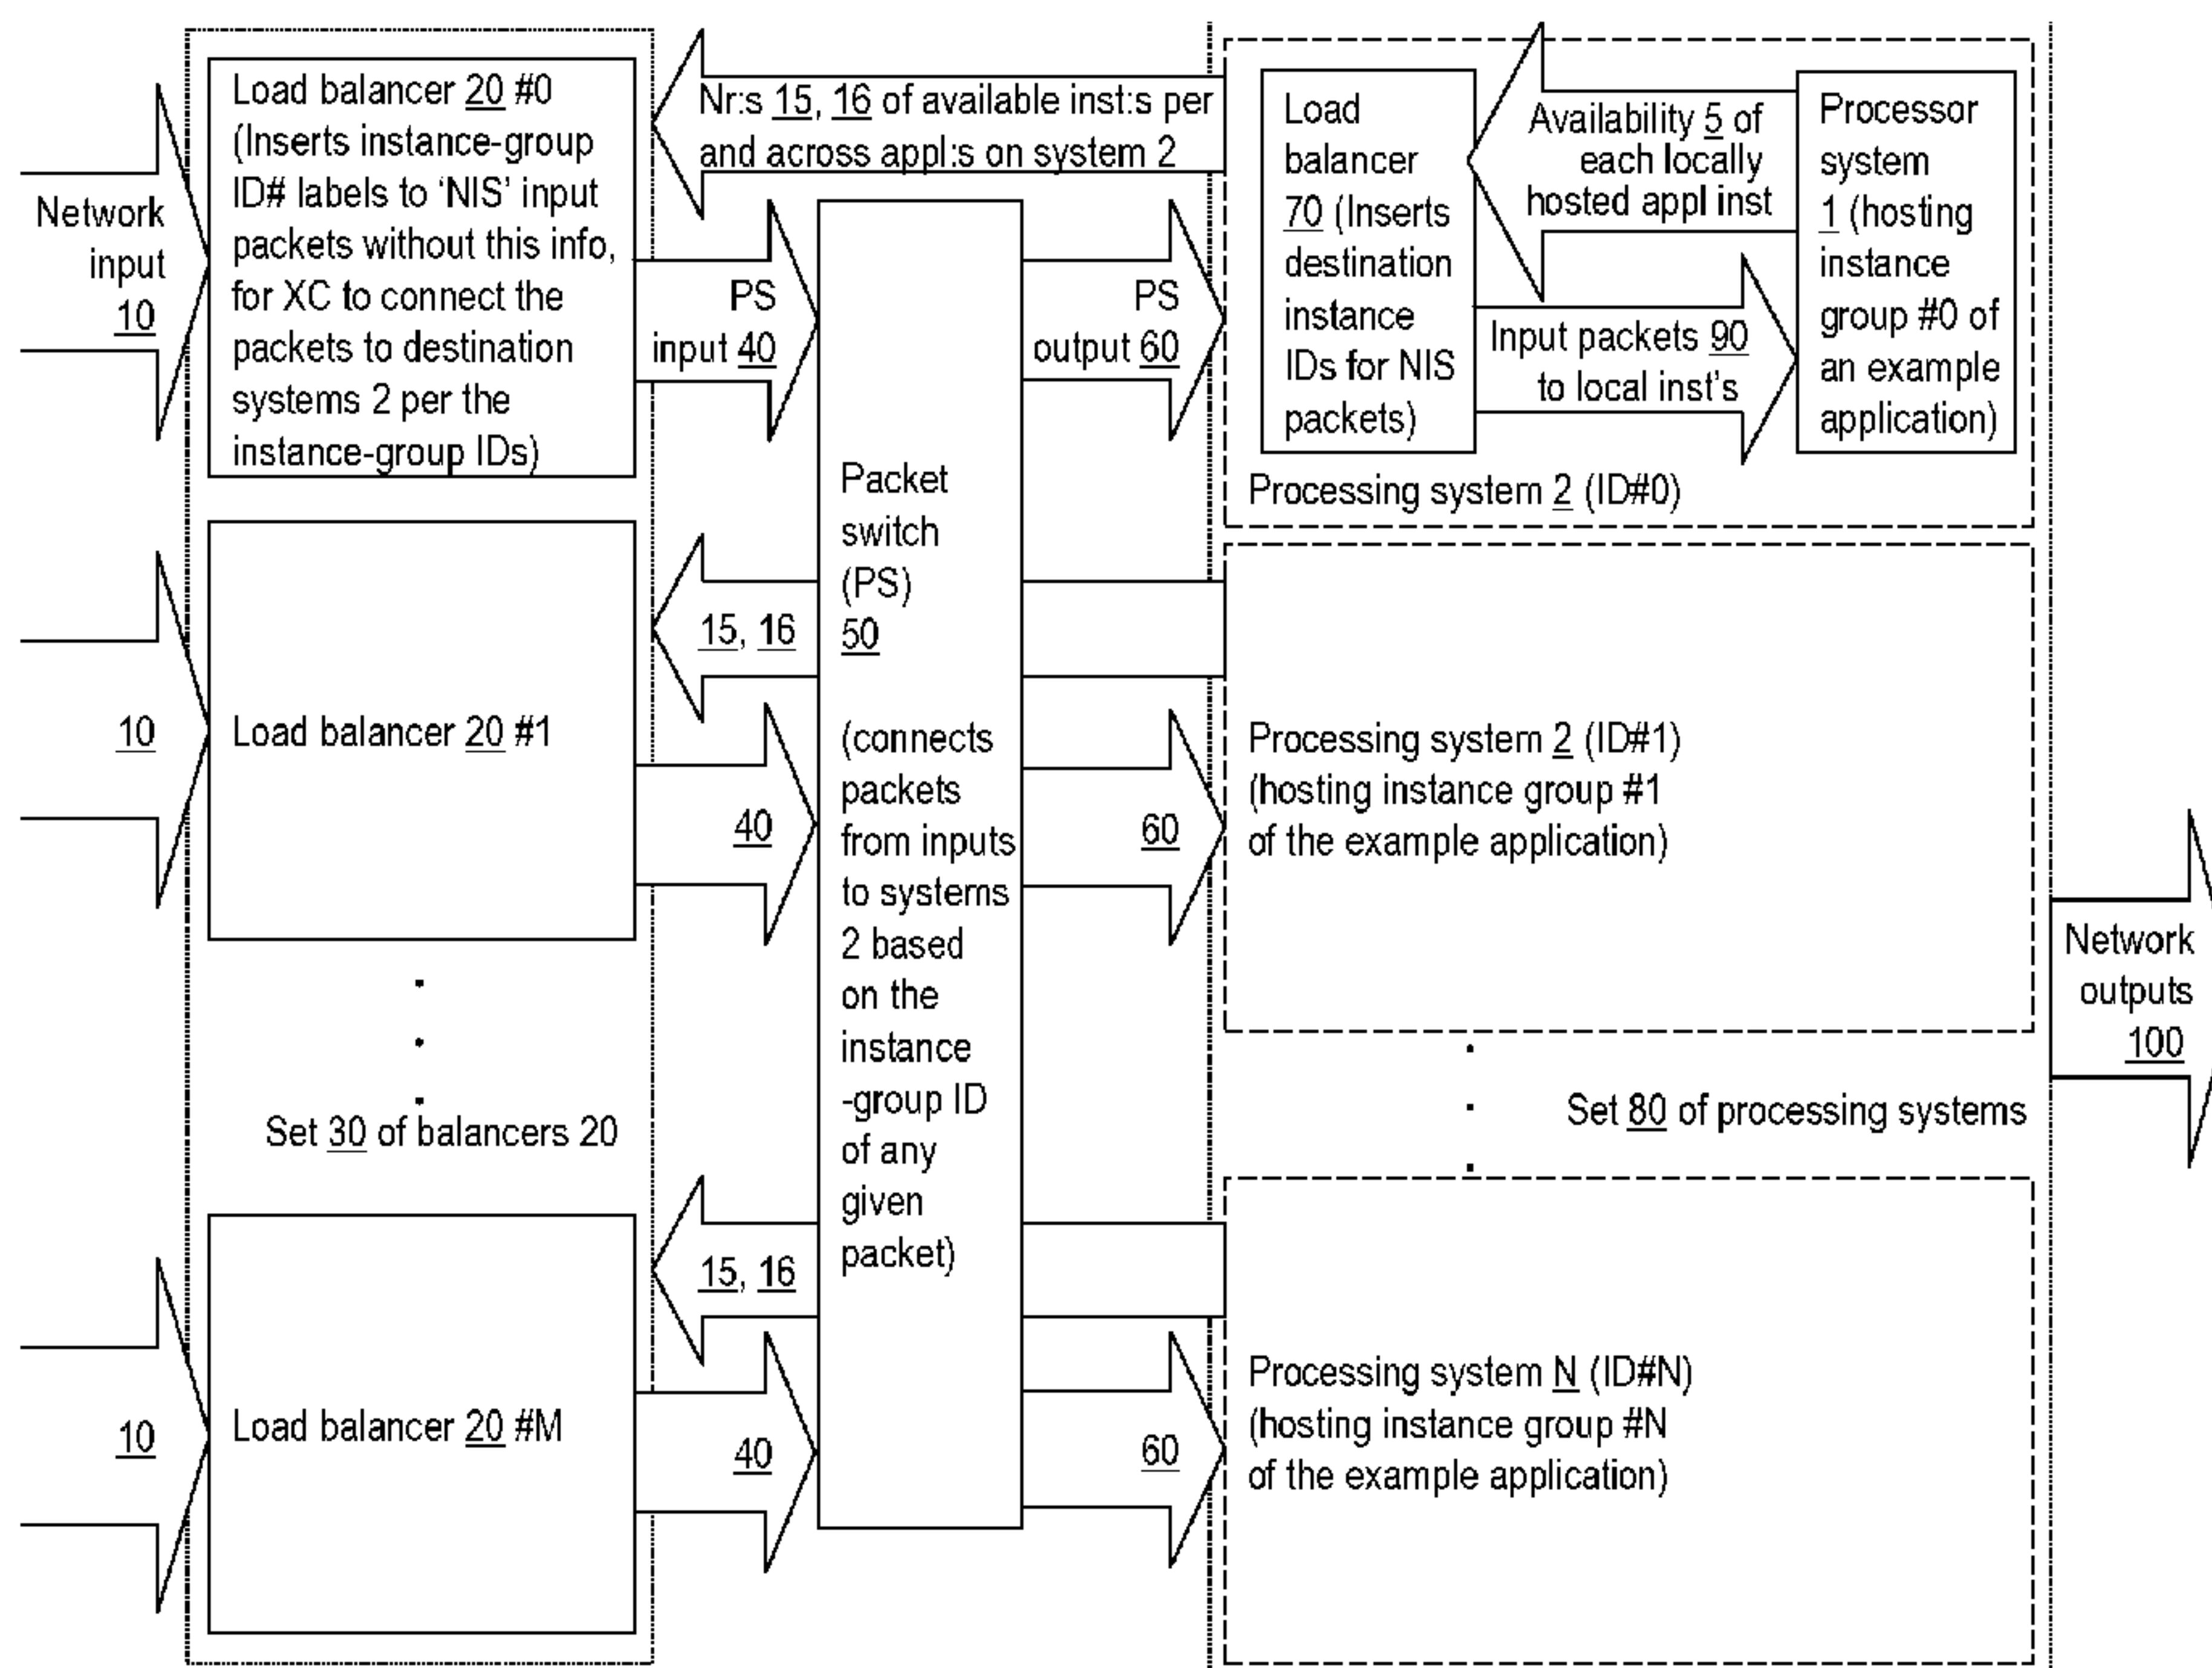 Network
input
10
Load balancer 20 #0
(Inserts instance-group
ID# labels to ‘NIS’ input
packets without this info,
for XC to connect the
packets to destination
systems 2 per the
instance-group IDs)
Nr:s 15, 16 of available inst:s per
and across appl:s on system 2
PS
input 40
PS
output 60
Load
balancer
70 (Inserts
destination
instance
IDs for NIS
packets)
Availability 5 of
each locally
hosted appl inst
Input packets 90
to local inst's
Processor
system
1 (hosting
instance
group #0 of
an example
application)
Processing system 2 (ID#0)
Packet
switch
(PS)
50
(connects
packets
from inputs
to systems
2 based
on the
instance
-group ID
of any
given
packet)
10
Load balancer 20 #1
15, 16
40
60
Processing system 2 (ID#1)
(hosting instance group #1
of the example application)
Network
outputs
100
.
.
.
Set 30 of balancers 20
.
.
.
Set 80 of processing systems
10
Load balancer 20 #M
15, 16
40
60
Processing system N (ID#N)
(hosting instance group #N
of the example application)